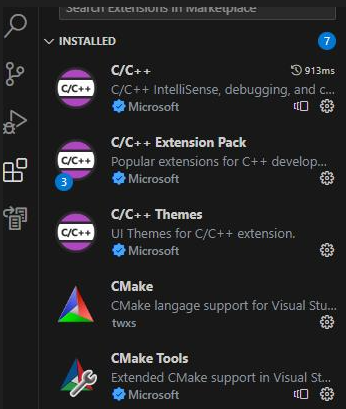 Search Extensions in Marketplace
INSTALLED
7
C/C++
913ms
C/C++ IntelliSense, debugging, and c...
Microsoft
C/C++
C/C++ Extension Pack
Popular extensions for C++ develop...
Microsoft
C/C++
3
C/C++ Themes
UI Themes for C/C++ extension.
Microsoft
C/C++
CMake
CMake langage support for Visual Stu...
twxs
CMake Tools
Extended CMake support in Visual St...
Microsoft